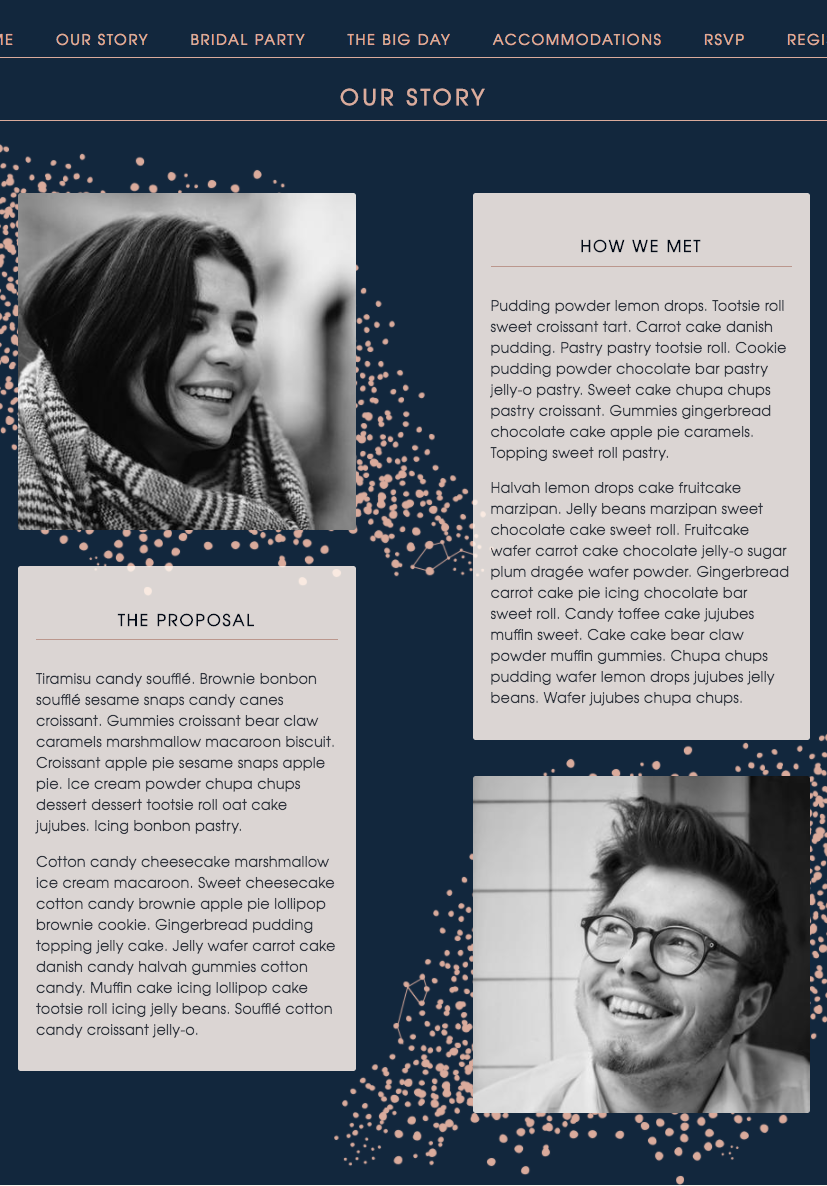 ME OUR STORY BRIDAL PARTY THE BIG DAY ACCOMMODATIONS RSVP REGI
OUR STORY
HOW WE MET
Pudding powder lemon drops. Tootsie roll
sweet croissant tart. Carrot cake danish
pudding. Pastry pastry tootsie roll. Cookie
pudding powder chocolate bar pastry
jelly-o pastry. Sweet cake chupa chups
pastry croissant. Gummies gingerbread
chocolate cake apple pie caramels.
Topping sweet roll pastry.
Halvah lemon drops cake fruitcake
marzipan. Jelly beans marzipan sweet
chocolate cake sweet roll. Fruitcake
wafer carrot cake chocolate jelly-o sugar
plum dragée wafer powder. Gingerbread
carrot cake pie icing chocolate bar
sweet roll. Candy toffee cake jujubes
muffin sweet. Cake cake bear claw
powder muffin gummies. Chupa chups
pudding wafer lemon drops jujubes jelly
beans. Wafer jujubes chupa chups.
THE PROPOSAL
Tiramisu candy soufflé. Brownie bonbon
soufflé sesame snaps candy canes
croissant. Gummies croissant bear claw
caramels marshmallow macaroon biscuit.
Croissant apple pie sesame snaps apple
pie. Ice cream powder chupa chups
dessert dessert tootsie roll oat cake
jujubes. Icing bonbon pastry.
Cotton candy cheesecake marshmallow
ice cream macaroon. Sweet cheesecake
cotton candy brownie apple pie lollipop
brownie cookie. Gingerbread pudding
topping jelly cake. Jelly wafer carrot cake
danish candy halvah gummies cotton
candy. Muffin cake icing lollipop cake
tootsie roll icing jelly beans. Soufflé cotton
candy croissant jelly-o.